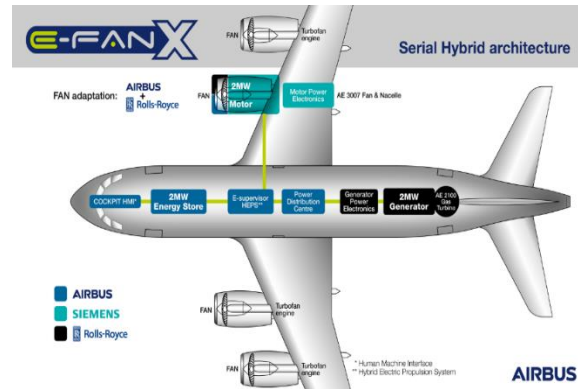 E-FAN X
Serial Hybrid architecture
FAN
Turbofan
engine
FAN adaptation:
AIRBUS
+
Rolls-Royce
FAN
2MW
Motor
Motor Power
Electronics
AE 3007 Fan & Nacelle
COCKPIT HMI*
2MW
Energy Store
E-supervisor
HEPS**
Power
Distribution
Centre
Generator
Power
Electronics
2MW
Generator
AE 2100
Gas
Turbine
AIRBUS
SIEMENS
Rolls-Royce
FAN
Turbofan
engine
FAN
Turbofan
engine
* Human Machine Interface
** Hybrid Electric Propulsion System
AIRBUS